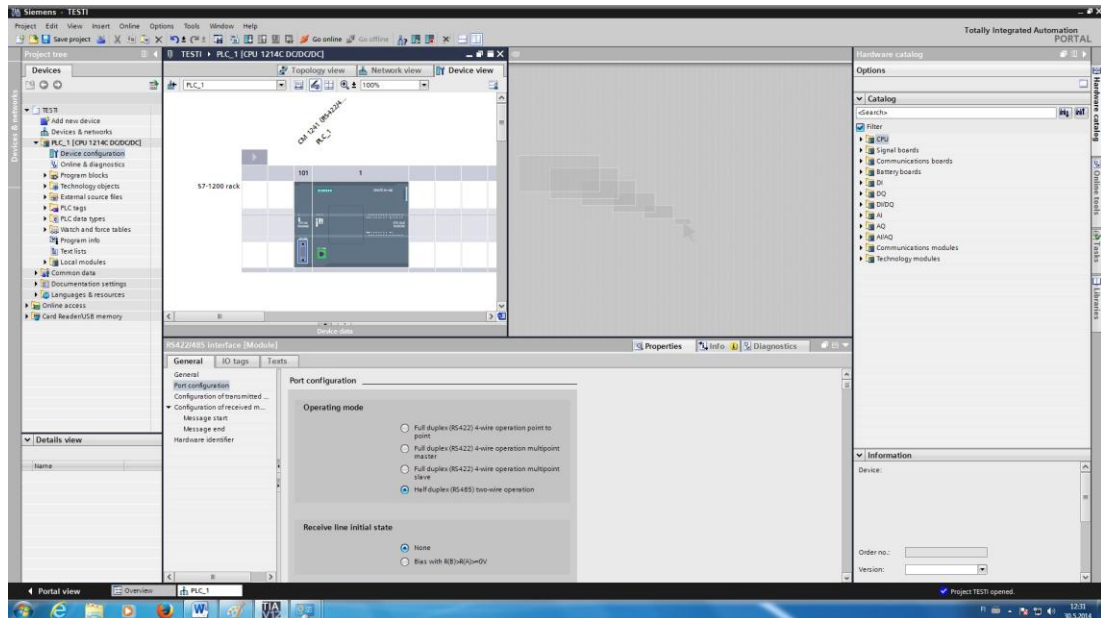 Siemens - TESTI
Project Edit View Insert Online Options Tools Window Help
Save project
Go online
Go offline
Totally Integrated Automation
PORTAL
Project tree
TESTI PLC_1 [CPU 1214C DC/DC/DC]
Hardware catalog
Devices
Topology view
Network view
Device view
Options
PLC_1
100%
TESTI
Add new device
Devices & networks
PLC_1 [CPU 1214C DC/DC/DC]
Device configuration
Online & diagnostics
Program blocks
Technology objects
External source files
PLC tags
PLC data types
Watch and force tables
Program info
Text lists
Local modules
Common data
Documentation settings
Languages & resources
Online access
Card Reader/USB memory
Devices & networks
CM 1241 (RS422/4...
PLC_1
101
1
S7-1200 rack
Device data
Catalog
<Search>
Filter
CPU
Signal boards
Communications boards
Battery boards
DI
DQ
DI/DQ
AI
AQ
AI/AQ
Communications modules
Technology modules
Hardware catalog
Online tools
Tasks
Libraries
RS422/485 interface [Module]
Properties
Info
Diagnostics
General
IO tags
Texts
General
Port configuration
Configuration of transmitted ...
Configuration of received m...
Message start
Message end
Hardware identifier
Port configuration
Operating mode
Full duplex (RS422) 4-wire operation point to
point
Full duplex (RS422) 4-wire operation multipoint
master
Full duplex (RS422) 4-wire operation multipoint
slave
Half duplex (RS485) two-wire operation
Receive line initial state
None
Bias with R(B)>R(A)>=0V
Details view
Name
Information
Device:
Order no.:
Version:
Portal view
Overview
PLC_1
Project TESTI opened.
TIA
V12
FI
12:31
30.5.2014